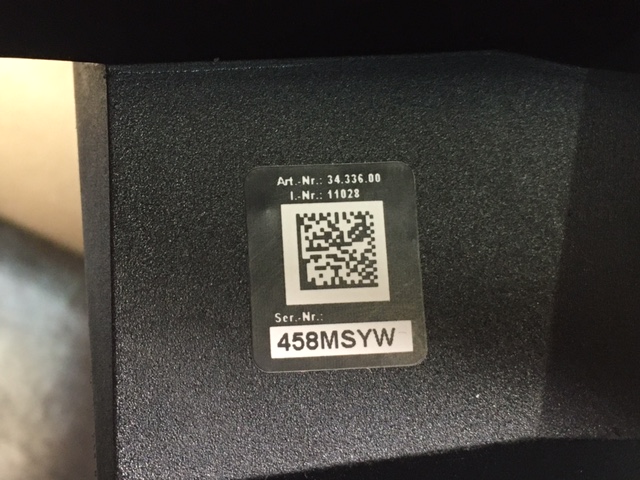 Art.-Nr.: 34.336.00
I.-Nr.: 11028
Ser.-Nr.:
458MSYW